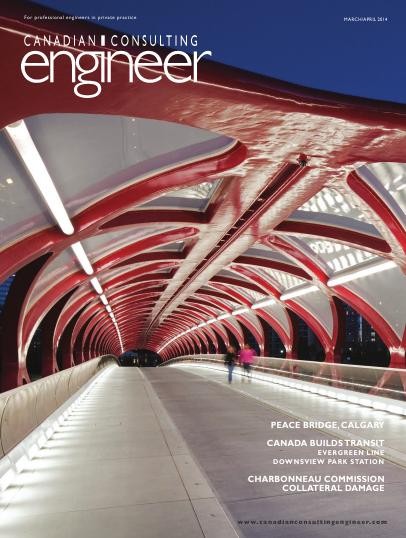 For professional engineers in private practice
MARCH/APRIL 2014
CANADIAN CONSULTING
engineer
PEACE BRIDGE, CALGARY
CANADA BUILDS TRANSIT
EVERGREEN LINE
DOWNSVIEW PARK STATION
CHARBONNEAU COMMISSION
COLLATERAL DAMAGE
www.canadianconsultingengineer.com